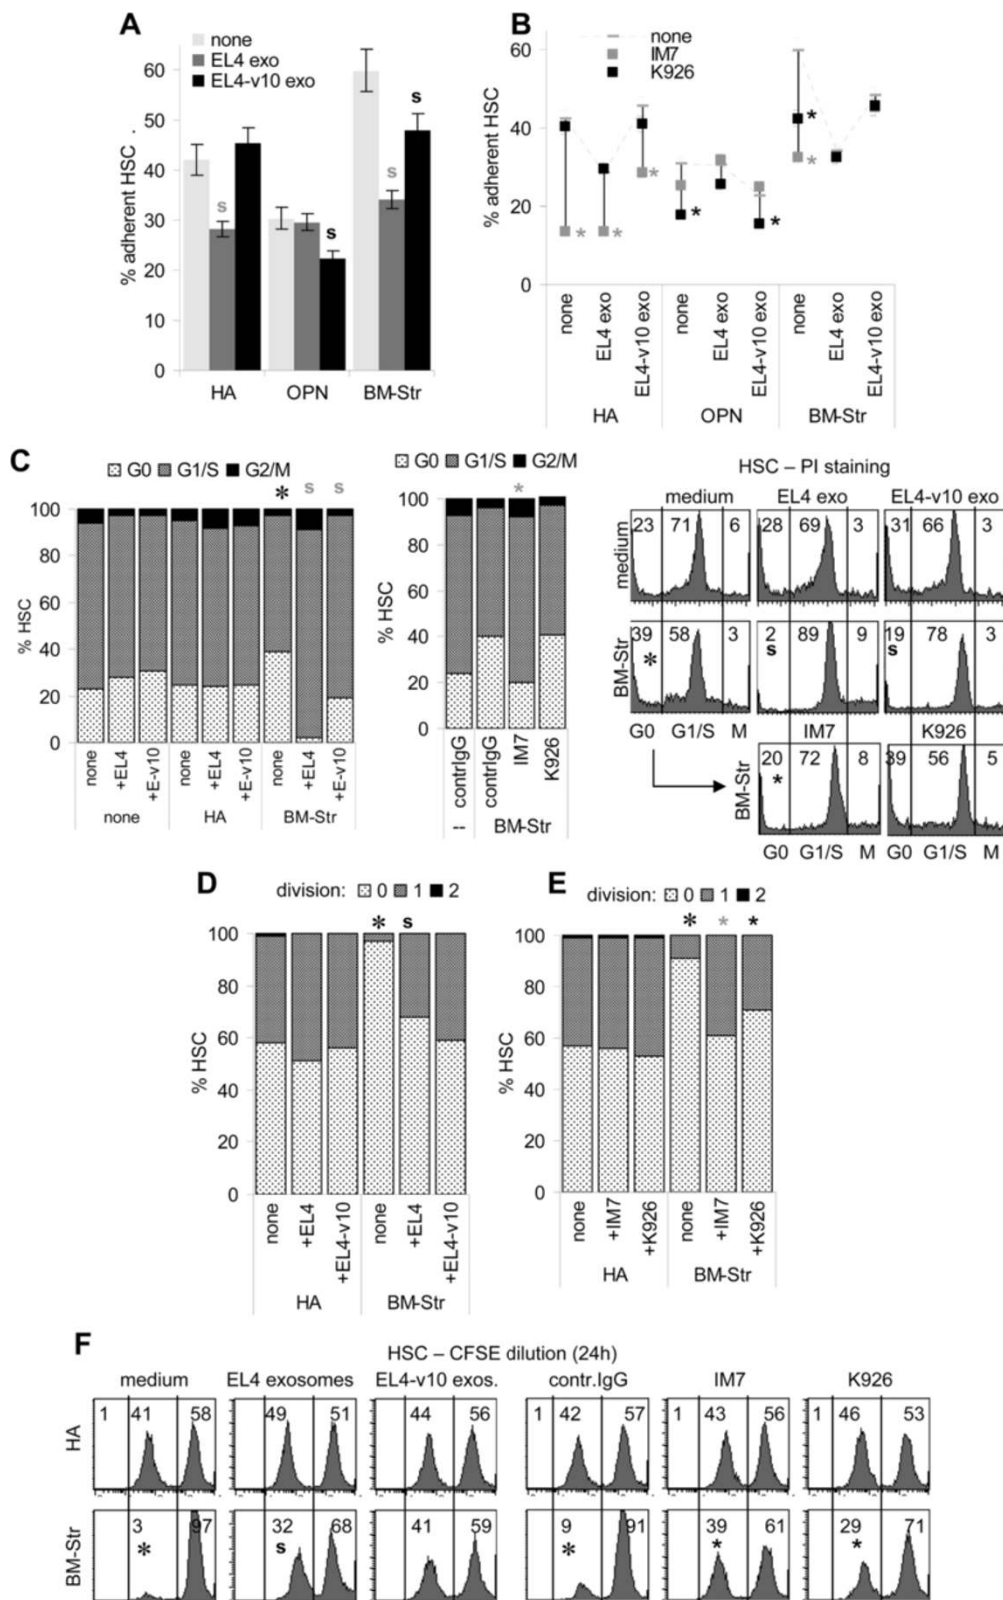 A
none
EL4 exo
EL4-v10 exo
% adherent HSC .
60
50
40
30
20
10
0
s
s
s
HA OPN BM-Str
B
none
IM7
K926
% adherent HSC
60
40
20
0
*
*
*
*
*
*
*
none EL4 exo EL4-v10 exo none EL4 exo EL4-v10 exo none EL4 exo EL4-v10 exo
HA OPN BM-Str
C
G0 G1/S G2/M
* s s
% HSC
100
80
60
40
20
0
none +EL4 +E-v10 none +EL4 +E-v10 none +EL4 +E-v10
none HA BM-Str
G0 G1/S G2/M
*
% HSC
100
80
60
40
20
0
contrIgG contrIgG IM7 K926
-- BM-Str
HSC – PI staining
medium EL4 exo EL4-v10 exo
medium
23 71 6 28 69 3 31 66 3
BM-Str
39 58 3 2 89 9 19 78 3
* s s
G0 G1/S M IM7 K926
BM-Str
20 72 8 39 56 5
*
G0 G1/S M G0 G1/S M
D
division: 0 1 2
* s
% HSC
100
80
60
40
20
0
none +EL4 +EL4-v10 none +EL4 +EL4-v10
HA BM-Str
E
division: 0 1 2
* * *
% HSC
100
80
60
40
20
0
none +IM7 +K926 none +IM7 +K926
HA BM-Str
F
HSC – CFSE dilution (24h)
medium EL4 exosomes EL4-v10 exos. contr.IgG IM7 K926
HA
1 41 58 49 51 44 56 1 42 57 1 43 56 1 46 53
BM-Str
3 97 32 68 41 59 9 91 39 61 29 71
* s * * *